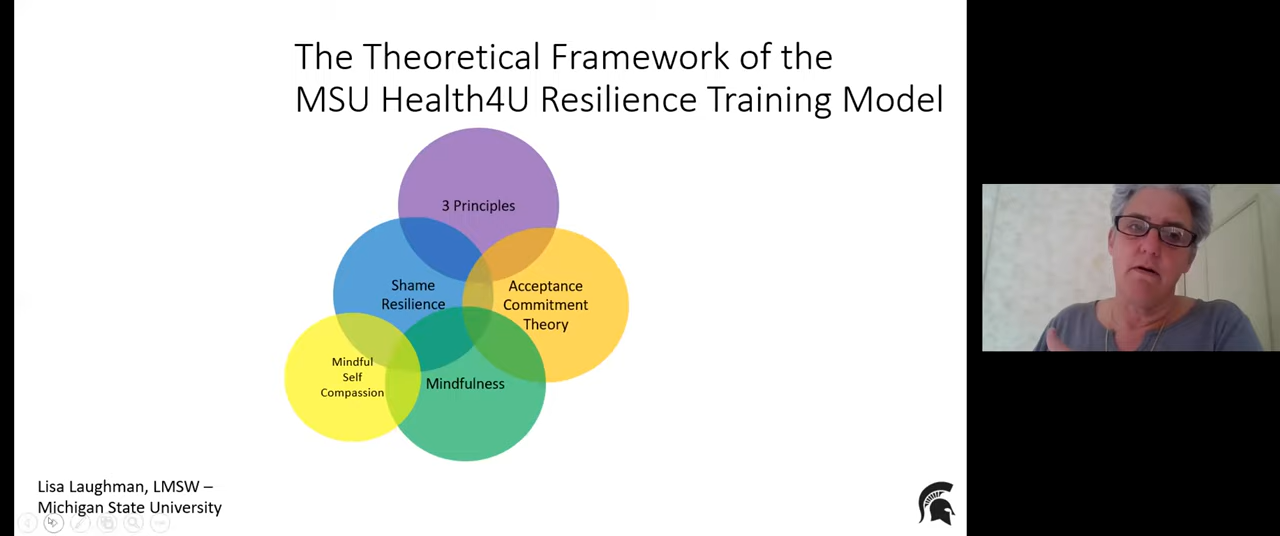 The Theoretical Framework of the
MSU Health4U Resilience Training Model
3 Principles
Shame
Resilience
Acceptance
Commitment
Theory
Mindful
Self
Compassion
Mindfulness
Lisa Laughman, LMSW –
Michigan State University